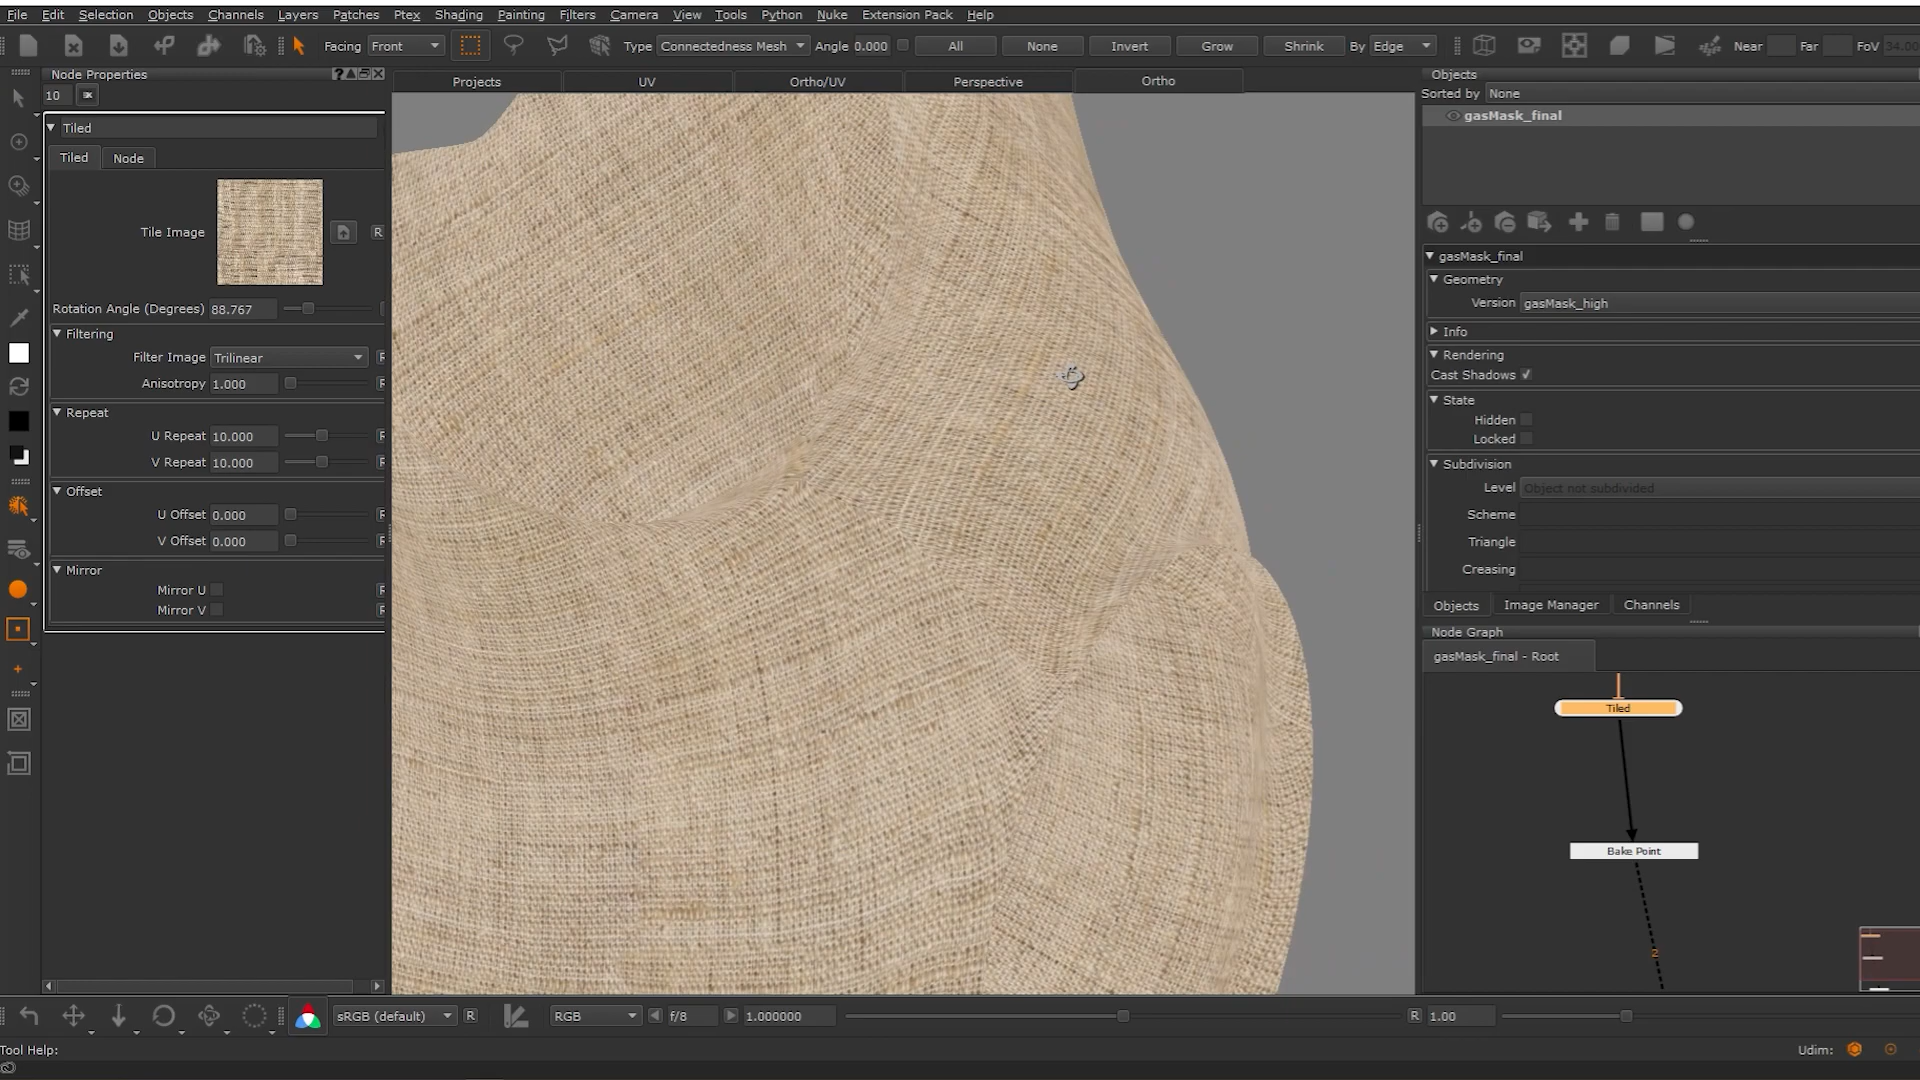 File Edit Selection Objects Channels Layers Patches Ptex Shading Painting Filters Camera View Tools Python Nuke Extension Pack Help
Facing Front Type Connectedness Mesh Angle 0.000 All None Invert Grow Shrink By Edge Near Far FoV 34.00
Node Properties
10
Projects UV Ortho/UV Perspective Ortho
Tiled
Tiled Node
Tile Image R
Rotation Angle (Degrees) 88.767
Filtering
Filter Image Trilinear
Anisotropy 1.000
Repeat
U Repeat 10.000
V Repeat 10.000
Offset
U Offset 0.000
V Offset 0.000
Mirror
Mirror U
Mirror V
Objects
Sorted by None
gasMask_final
gasMask_final
Geometry
Version gasMask_high
Info
Rendering
Cast Shadows
State
Hidden
Locked
Subdivision
Level Object not subdivided
Scheme
Triangle
Creasing
Objects Image Manager Channels
Node Graph
gasMask_final - Root
Tiled
Bake Point
2
sRGB (default) R RGB f/8 1.000000 R 1.00
Tool Help:
Udim: